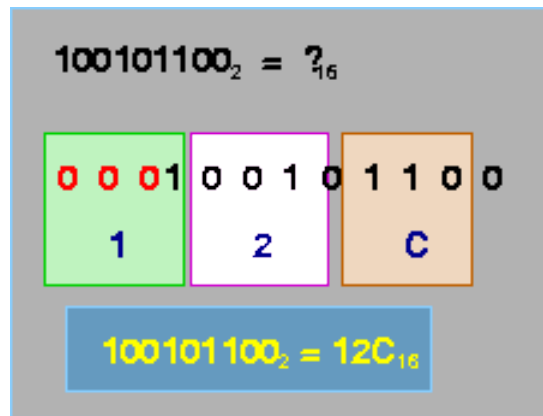 100101100₂ = ?₁₆
0 0 0 1 0 0 1 0 1 1 0 0
1 2 C
100101100₂ = 12C₁₆